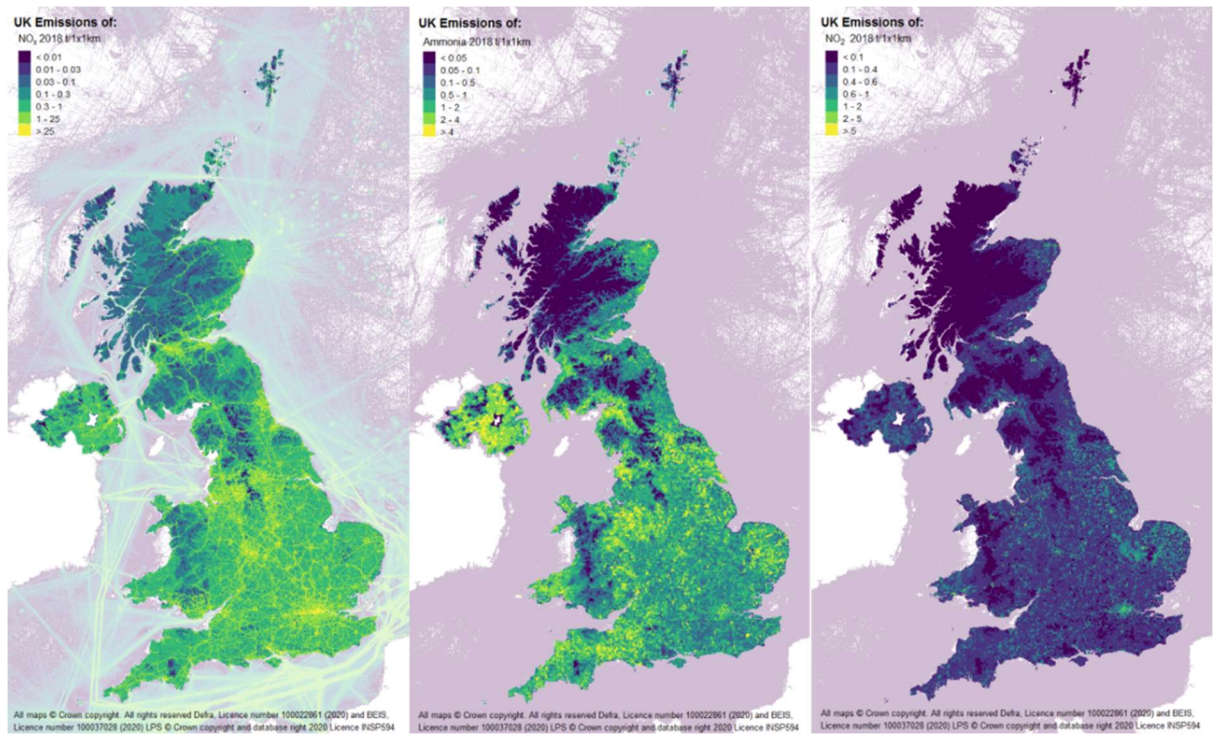 UK Emissions of:
NOx 2018 t/1x1km
< 0.01
0.01 - 0.03
0.03 - 0.1
0.1 - 0.3
0.3 - 1
1 - 25
> 25
All maps © Crown copyright. All rights reserved Defra, Licence number 100022861 (2020) and BEIS,
Licence number 100037028 (2020) LPS © Crown copyright and database right 2020 Licence INSP594
UK Emissions of:
Ammonia 2018 t/1x1km
< 0.05
0.05 - 0.1
0.1 - 0.5
0.5 - 1
1 - 2
2 - 4
> 4
All maps © Crown copyright. All rights reserved Defra, Licence number 100022861 (2020) and BEIS,
Licence number 100037028 (2020) LPS © Crown copyright and database right 2020 Licence INSP594
UK Emissions of:
NO2 2018 t/1x1km
< 0.1
0.1 - 0.4
0.4 - 0.6
0.6 - 1
1 - 2
2 - 5
> 5
All maps © Crown copyright. All rights reserved Defra, Licence number 100022861 (2020) and BEIS,
Licence number 100037028 (2020) LPS © Crown copyright and database right 2020 Licence INSP594